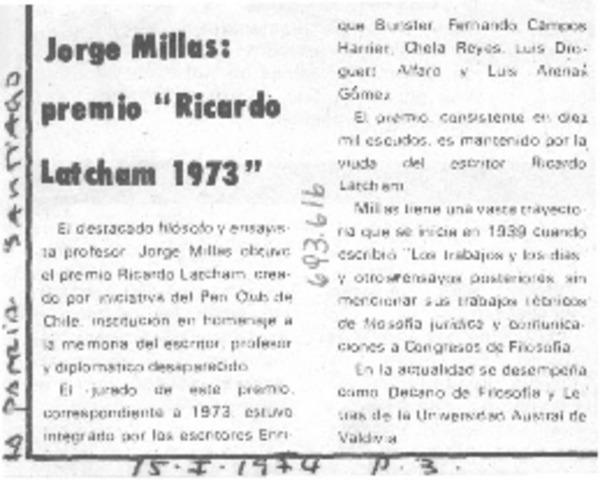 Jorge Millas:
premio "Ricardo
Latcham 1973"
El destacado filósofo y ensayis-
ta profesor Jorge Millas obtuvo
el premio Ricardo Latcham, crea-
do por iniciativa del Pen Club de
Chile, institución en homenaje a
la memoria del escritor, profesor
y diplomático desaparecido.
El jurado de este premio,
correspondiente a 1973, estuvo
integrado por los escritores Enri-
que Bunster, Fernando Campos
Harrier, Chela Reyes, Luis Dro-
guett Alfaro y Luis Arenas
Gómez.
El premio, consistente en diez
mil escudos, es mantenido por la
viuda del escritor Ricardo
Latcham.
Millas tiene una vasta trayecto-
ria que se inicia en 1939 cuando
escribió "Los trabajos y los días"
y otros ensayos posteriores, sin
mencionar sus trabajos técnicos
de filosofía jurídica y comunica-
ciones a Congresos de Filosofía.
En la actualidad se desempeña
como Decano de Filosofía y Le-
tras de la Universidad Austral de
Valdivia.
La Patria SANTIAGO
693.616
15-I-1974 p. 3.